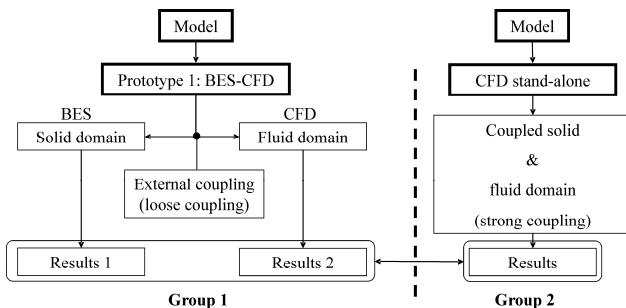 Model
Prototype 1: BES-CFD
BES
Solid domain
CFD
Fluid domain
External coupling
(loose coupling)
Results 1
Results 2
Group 1
Model
CFD stand-alone
Coupled solid
&
fluid domain
(strong coupling)
Results
Group 2